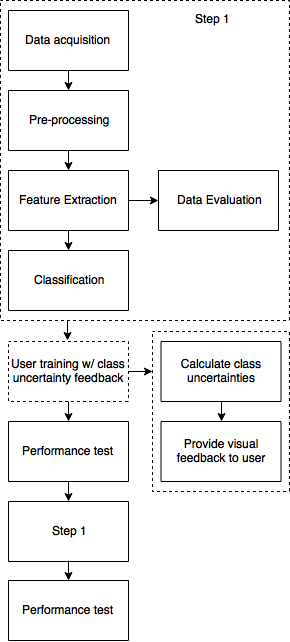 Step 1
Data acquisition
Pre-processing
Feature Extraction
Data Evaluation
Classification
User training w/ class
uncertainty feedback
Calculate class
uncertainties
Performance test
Provide visual
feedback to user
Step 1
Performance test